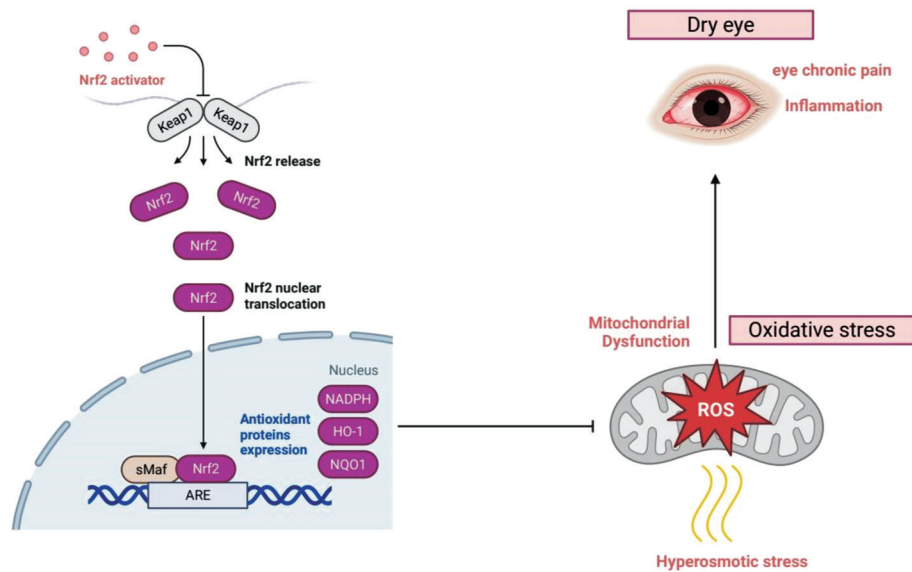 Nrf2 activator
Keap1
Keap1
Nrf2 release
Nrf2
Nrf2
Nrf2
Nrf2
Nrf2 nuclear
translocation
Nucleus
NADPH
HO-1
NQO1
Antioxidant
proteins
expression
sMaf
Nrf2
ARE
Dry eye
eye chronic pain
Inflammation
Mitochondrial
Dysfunction
Oxidative stress
ROS
Hyperosmotic stress